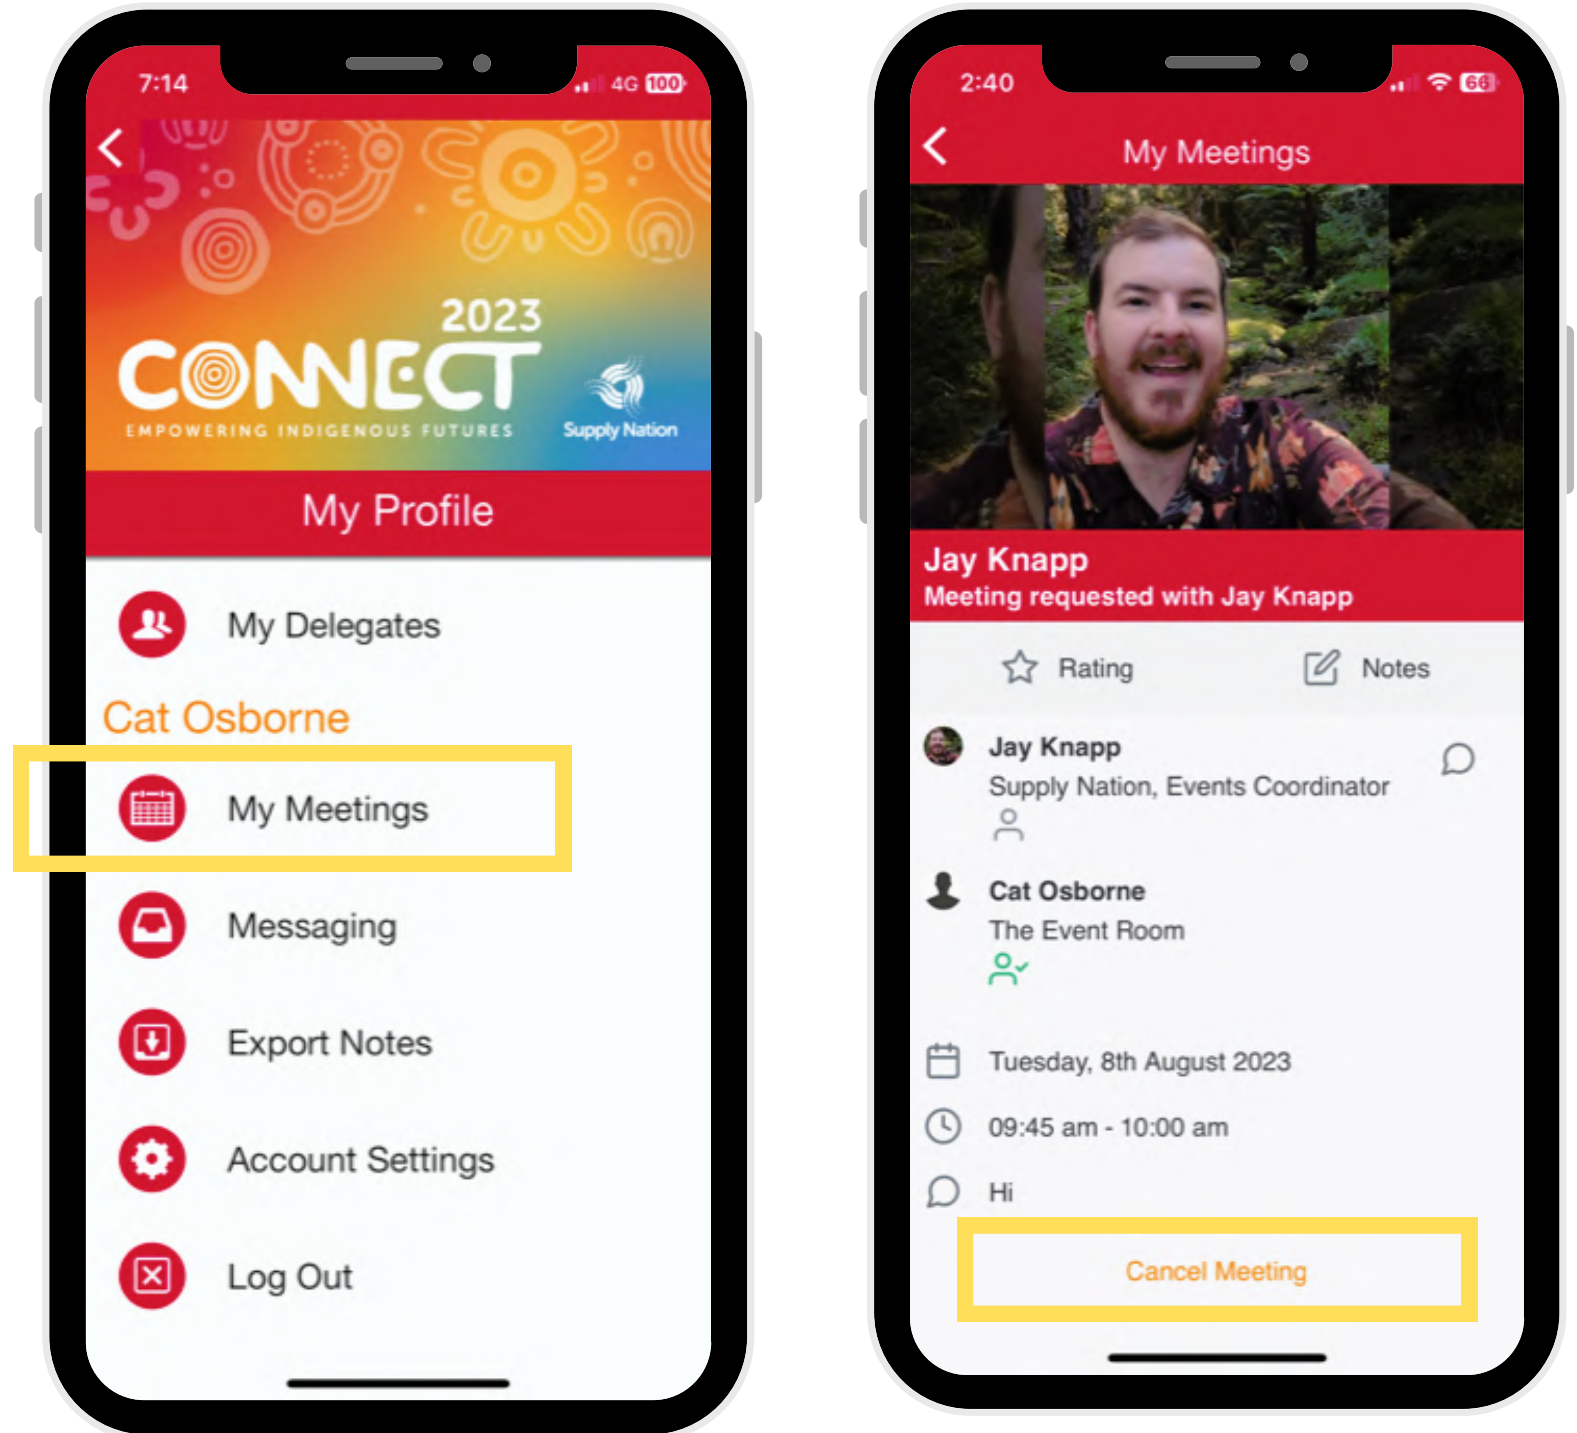 7:14
4G 100
2023
CONNECT
EMPOWERING INDIGENOUS FUTURES
Supply Nation
My Profile
My Delegates
Cat Osborne
My Meetings
Messaging
Export Notes
Account Settings
Log Out
2:40
66
My Meetings
Jay Knapp
Meeting requested with Jay Knapp
Rating
Notes
Jay Knapp
Supply Nation, Events Coordinator
Cat Osborne
The Event Room
Tuesday, 8th August 2023
09:45 am - 10:00 am
Hi
Cancel Meeting